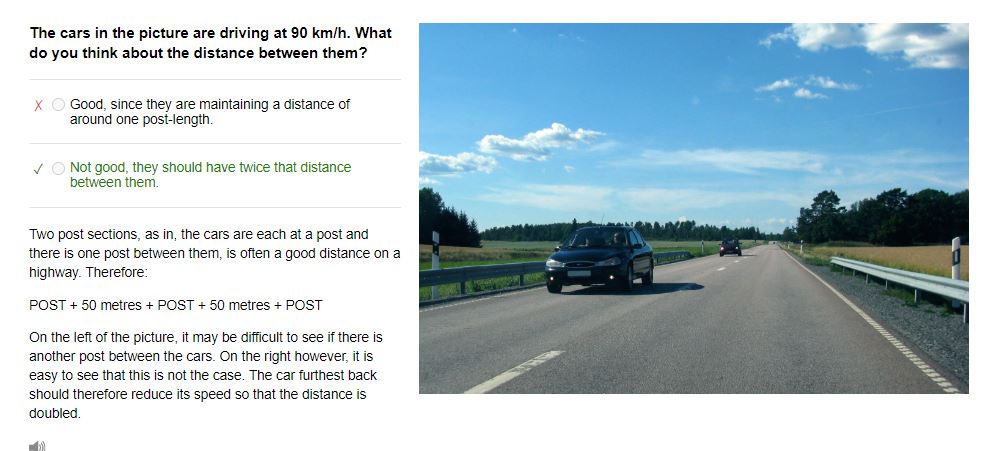 The cars in the picture are driving at 90 km/h. What
do you think about the distance between them?
Good, since they are maintaining a distance of
around one post-length.
Not good, they should have twice that distance
between them.
Two post sections, as in, the cars are each at a post and
there is one post between them, is often a good distance on a
highway. Therefore:
POST + 50 metres + POST + 50 metres + POST
On the left of the picture, it may be difficult to see if there is
another post between the cars. On the right however, it is
easy to see that this is not the case. The car furthest back
should therefore reduce its speed so that the distance is
doubled.